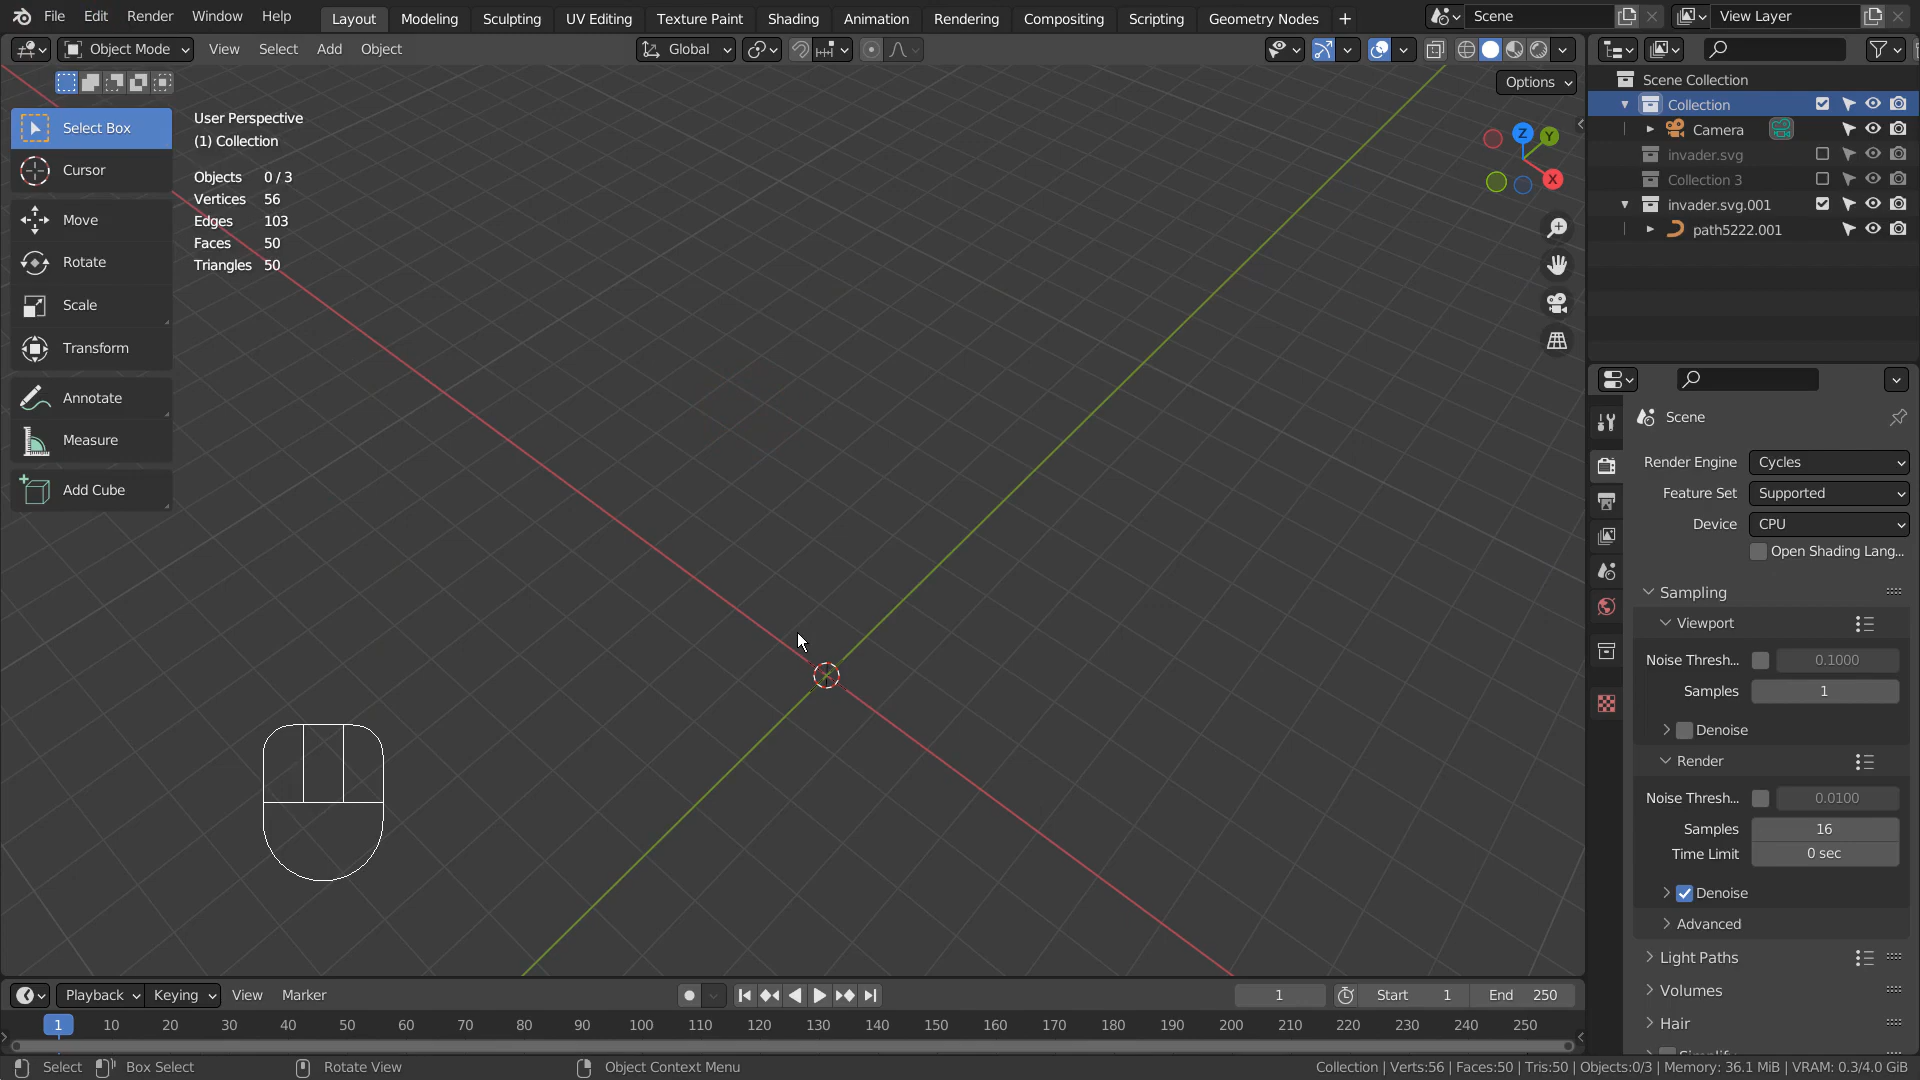 File Edit Render Window Help Layout Modeling Sculpting UV Editing Texture Paint Shading Animation Rendering Compositing Scripting Geometry Nodes + Scene View Layer
Object Mode View Select Add Object Global
Options
Select Box
Cursor
Move
Rotate
Scale
Transform
Annotate
Measure
Add Cube
User Perspective
(1) Collection
Objects 0 / 3
Vertices 56
Edges 103
Faces 50
Triangles 50
Z Y
X
Scene Collection
Collection
Camera
invader.svg
Collection 3
invader.svg.001
path5222.001
Scene
Render Engine Cycles
Feature Set Supported
Device CPU
Open Shading Lang...
Sampling
Viewport
Noise Thresh... 0.1000
Samples 1
Denoise
Render
Noise Thresh... 0.0100
Samples 16
Time Limit 0 sec
Denoise
Advanced
Light Paths
Volumes
Hair
Playback Keying View Marker 1 Start 1 End 250
1 10 20 30 40 50 60 70 80 90 100 110 120 130 140 150 160 170 180 190 200 210 220 230 240 250
Select Box Select Rotate View Object Context Menu Collection | Verts:56 | Faces:50 | Tris:50 | Objects:0/3 | Memory: 36.1 MiB | VRAM: 0.3/4.0 GiB